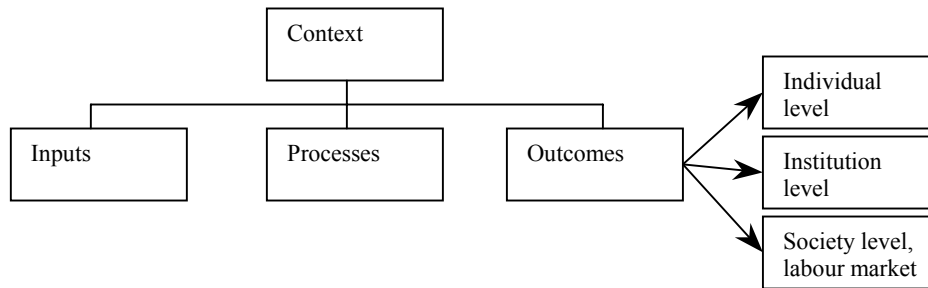 Context
Individual
level
Inputs
Processes
Outcomes
Institution
level
Society level,
labour market